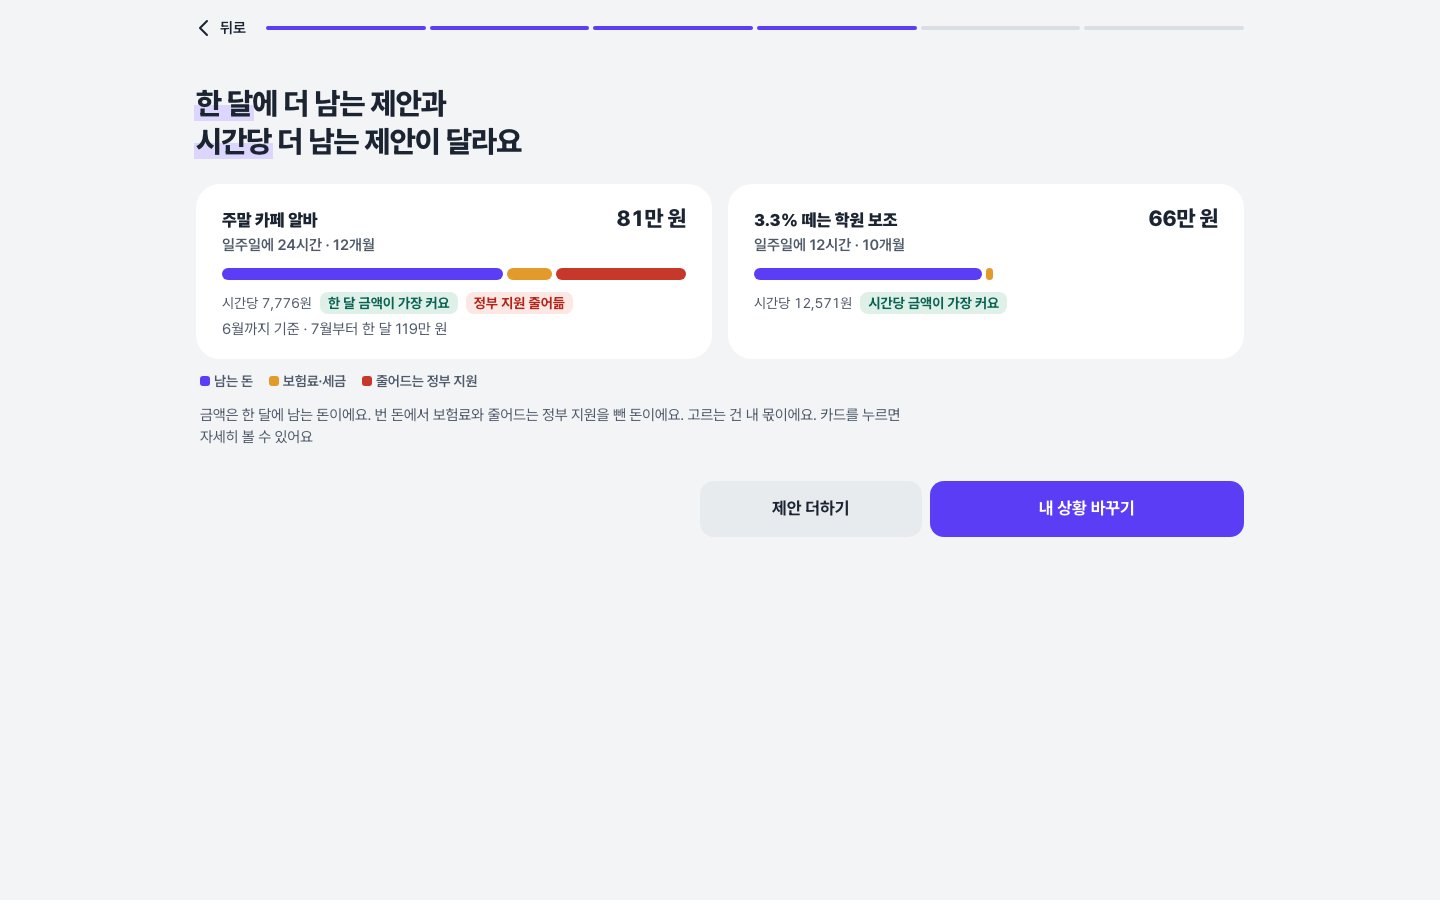 뒤로
한 달에 더 남는 제안과
시간당 더 남는 제안이 달라요
주말 카페 알바
81만 원
일주일에 24시간 · 12개월
시간당 7,776원
한 달 금액이 가장 커요
정부 지원 줄어듦
6월까지 기준 · 7월부터 한 달 119만 원
3.3% 떼는 학원 보조
66만 원
일주일에 12시간 · 10개월
시간당 12,571원
시간당 금액이 가장 커요
남는 돈
보험료·세금
줄어드는 정부 지원
금액은 한 달에 남는 돈이에요. 번 돈에서 보험료와 줄어드는 정부 지원을 뺀 돈이에요. 고르는 건 내 몫이에요. 카드를 누르면
자세히 볼 수 있어요
제안 더하기
내 상황 바꾸기